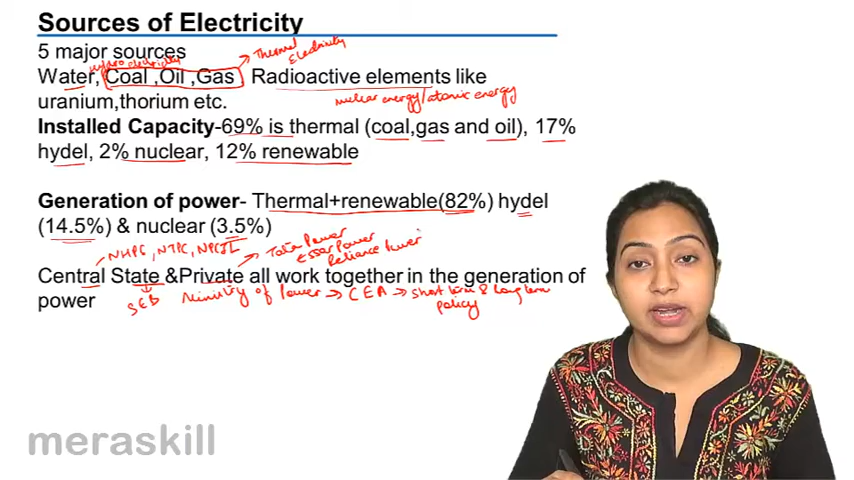 Sources of Electricity
5 major sources
Hydroelectricity
Thermal
Electricity
Water, Coal ,Oil ,Gas Radioactive elements like
uranium,thorium etc.
nuclear energy/atomic energy
Installed Capacity-69% is thermal (coal,gas and oil), 17%
hydel, 2% nuclear, 12% renewable
Generation of power- Thermal+renewable(82%) hydel
(14.5%) & nuclear (3.5%)
NHPC, NTPC, NPCIL
Tata Power
Essar Power
Reliance Power
Central State &Private all work together in the generation of
power
SEB
Ministry of Power → CEA → short term & long term
policy
meraskill